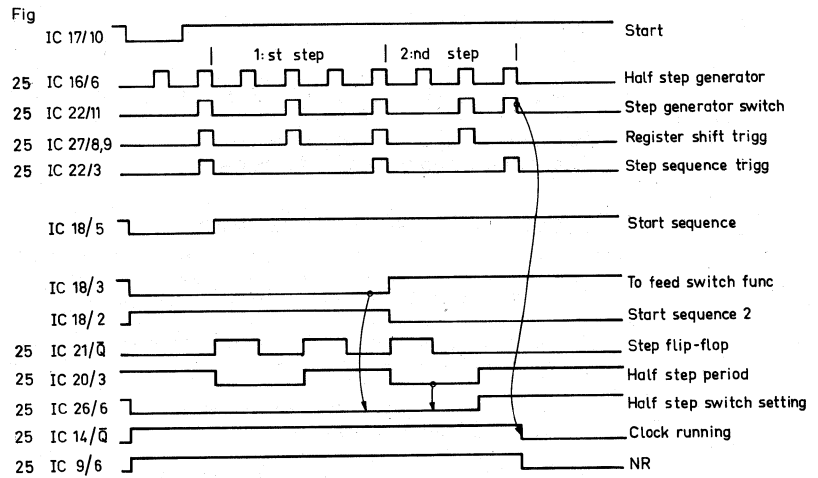 Fig
IC 17/10 Start
1:st step 2:nd step
25 IC 16/6 Half step generator
25 IC 22/11 Step generator switch
25 IC 27/8,9 Register shift trigg
25 IC 22/3 Step sequence trigg
IC 18/5 Start sequence
IC 18/3 To feed switch func
IC 18/2 Start sequence 2
25 IC 21/Q̄ Step flip-flop
25 IC 20/3 Half step period
25 IC 26/6 Half step switch setting
25 IC 14/Q̄ Clock running
25 IC 9/6 NR